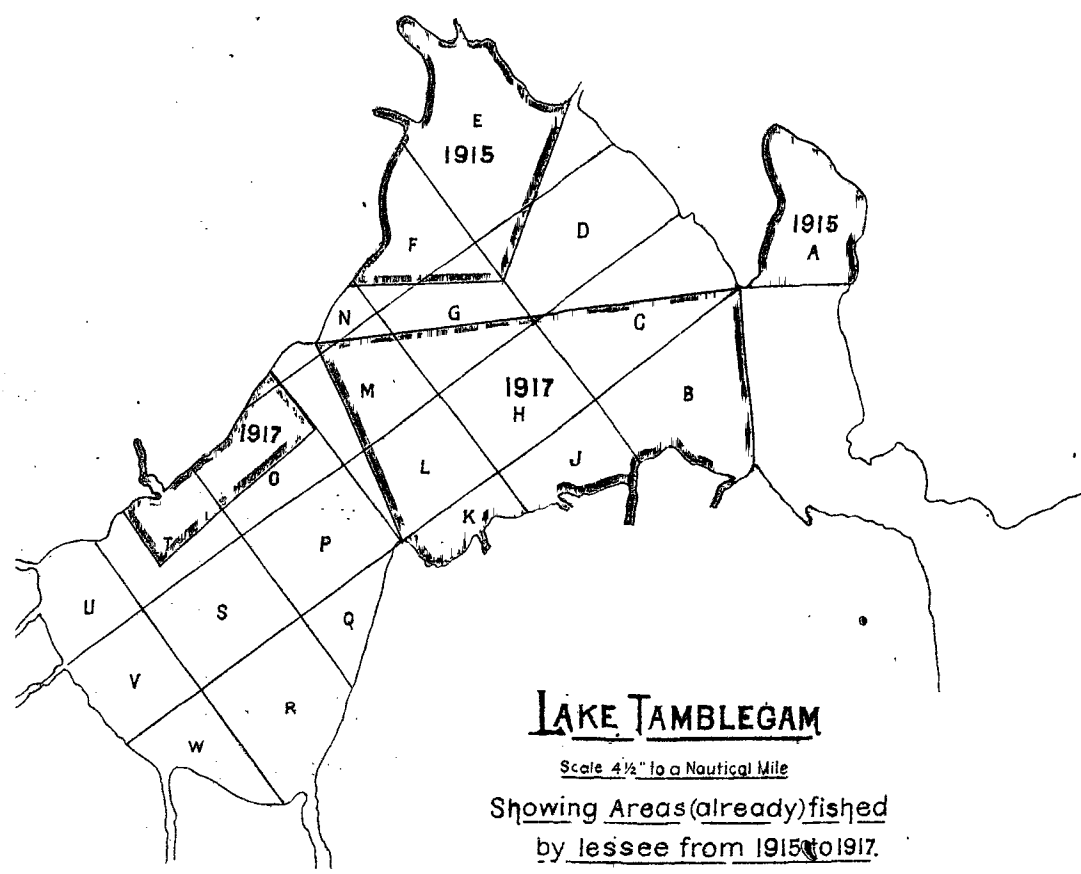 E
1915
1915
A
F
D
N
G
C
M
1917
H
B
1917
O
L
J
K
T
P
U
S
Q
V
R
W
LAKE TAMBLEGAM
Scale 4½" to a Nautical Mile
Showing Areas (already) fished
by lessee from 1915 to 1917.